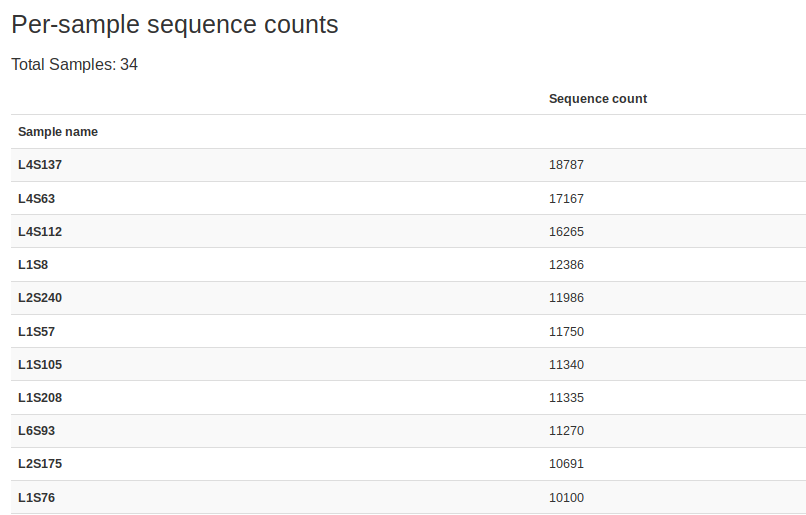 Per-sample sequence counts
Total Samples: 34
Sequence count
Sample name
L4S137 18787
L4S63 17167
L4S112 16265
L1S8 12386
L2S240 11986
L1S57 11750
L1S105 11340
L1S208 11335
L6S93 11270
L2S175 10691
L1S76 10100